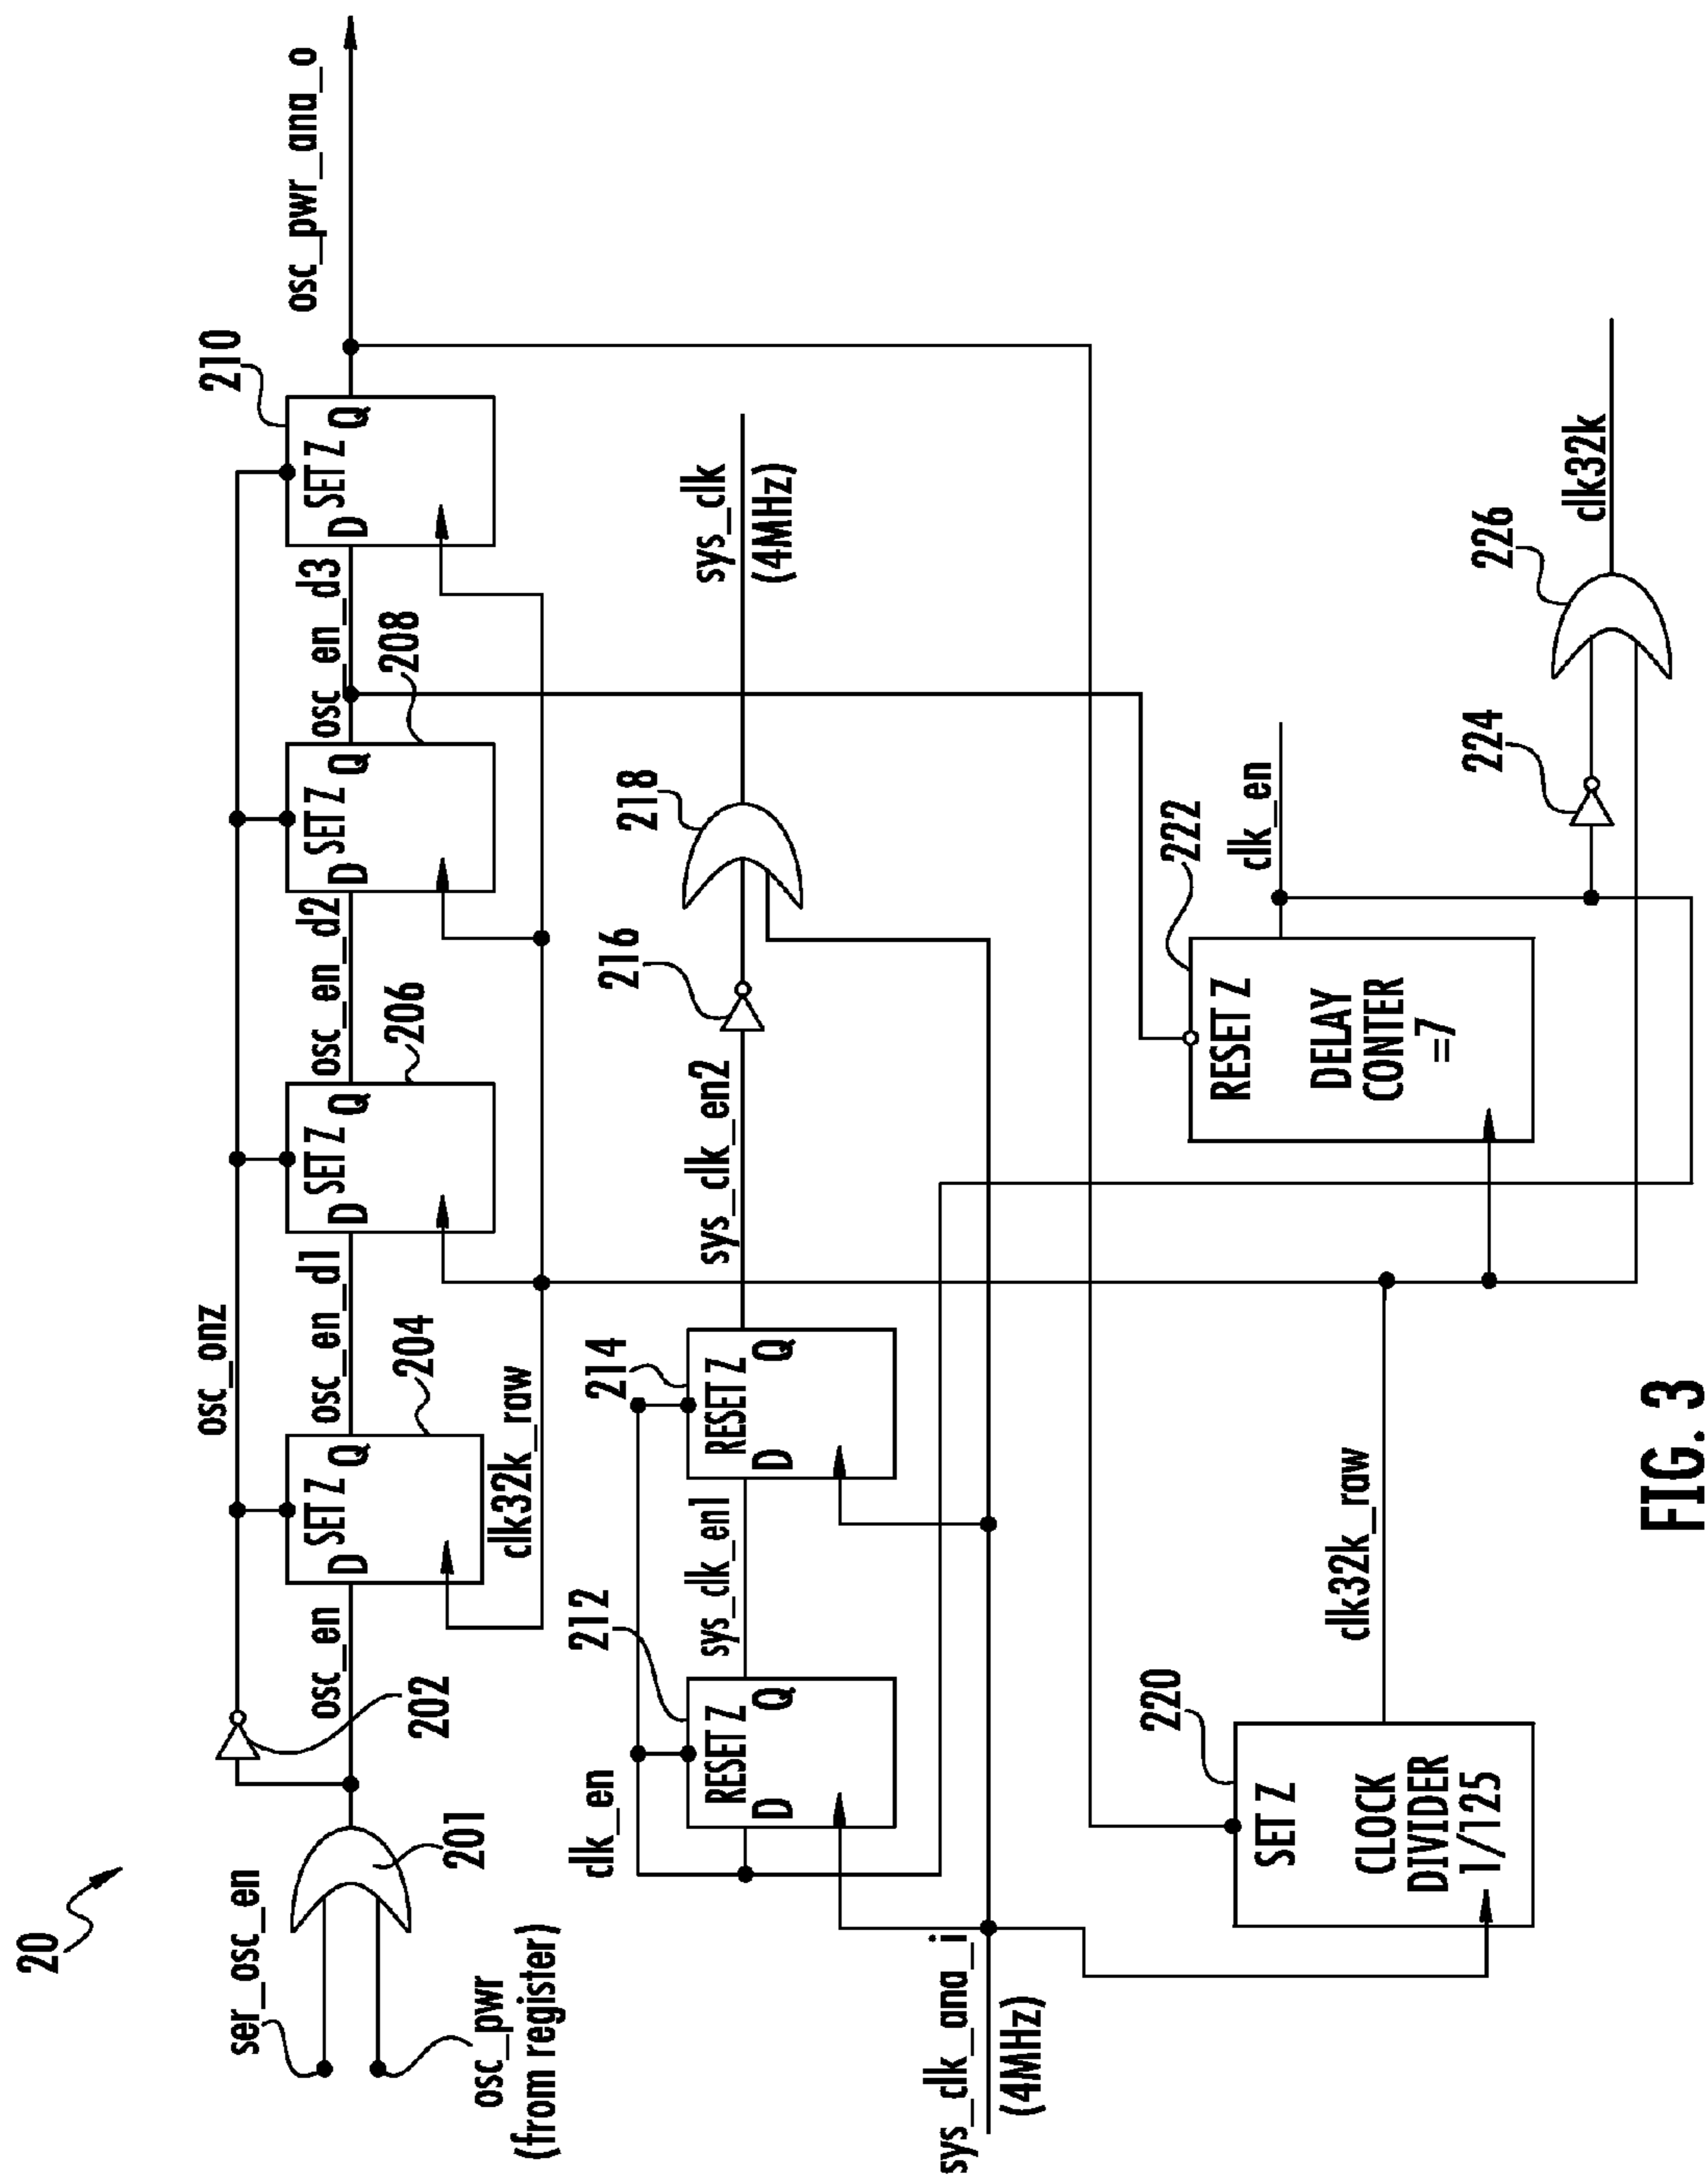 20
ser_osc_en
osc_pwr
(from register)
201
202
osc_en
osc_onz
D
SET Z
Q
204
clk32k_raw
osc_en_d1
D
SET Z
Q
206
osc_en_d2
D
SET Z
Q
208
osc_en_d3
D
SET Z
Q
210
osc_pwr_ana_o
sys_clk_ana_i
(4MHz)
clk_en
212
RESET Z
D
Q
sys_clk_en1
214
RESET Z
D
Q
sys_clk_en2
216
218
sys_clk
(4MHz)
220
SET Z
CLOCK
DIVIDER
1/125
clk32k_raw
222
RESET Z
DELAY
CONTER
=7
clk_en
224
226
clk32k
FIG. 3